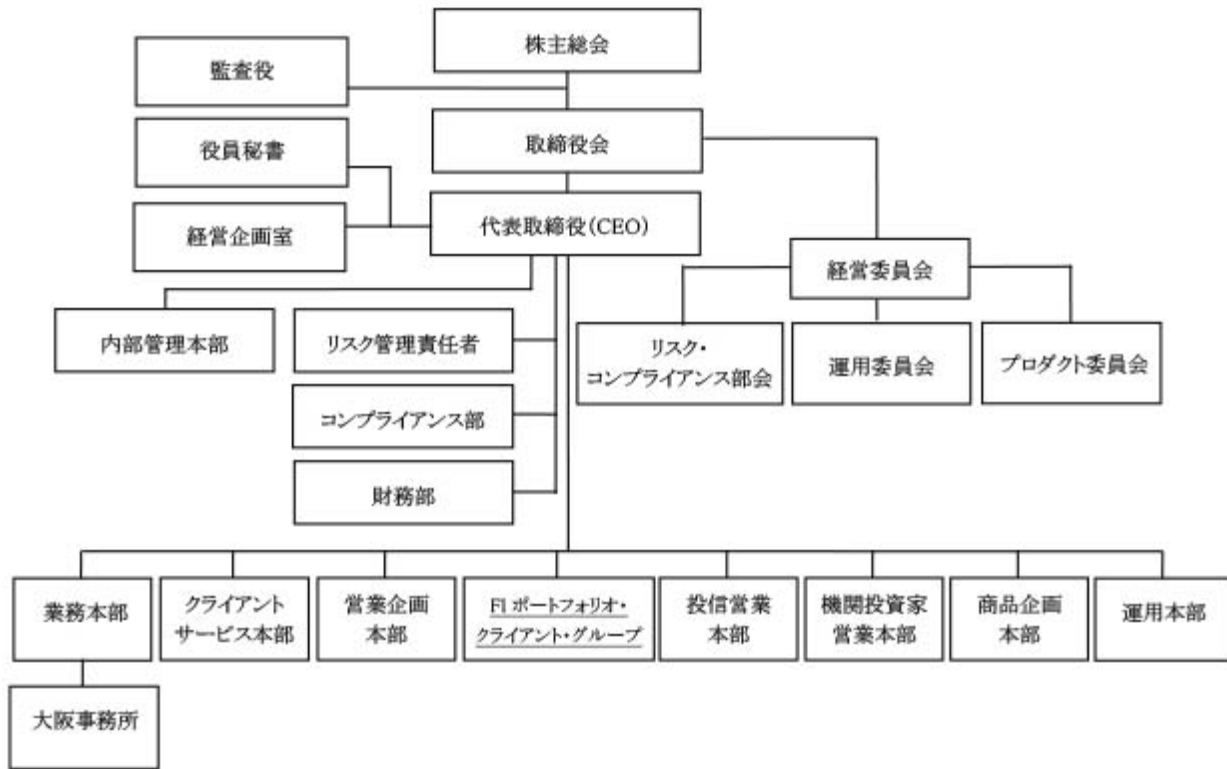 株主総会
監査役
取締役会
役員秘書
代表取締役(CEO)
経営企画室
経営委員会
内部管理本部
リスク管理責任者
リスク・
コンプライアンス部会
運用委員会
プロダクト委員会
コンプライアンス部
財務部
業務本部
クライアント
サービス本部
営業企画
本部
FIポートフォリオ・
クライアント・グループ
投信営業
本部
機関投資家
営業本部
商品企画
本部
運用本部
大阪事務所